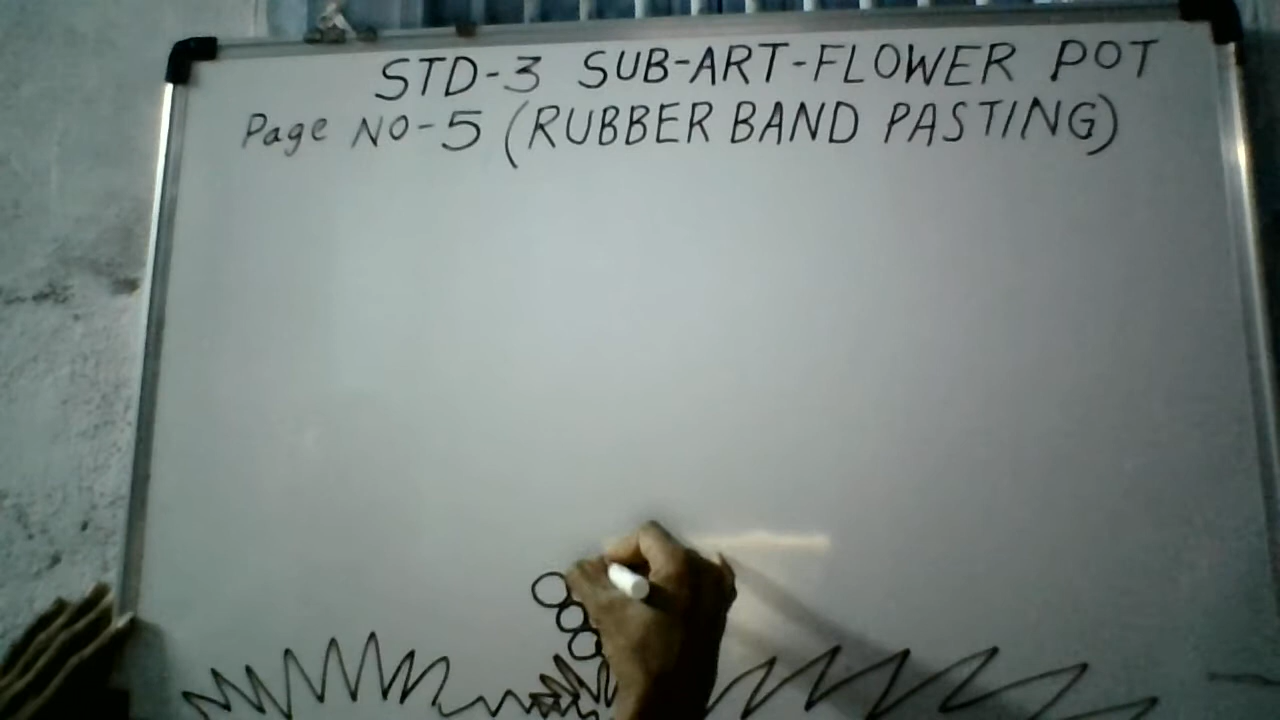 STD-3 SUB-ART-FLOWER POT
Page NO-5 (RUBBER BAND PASTING)